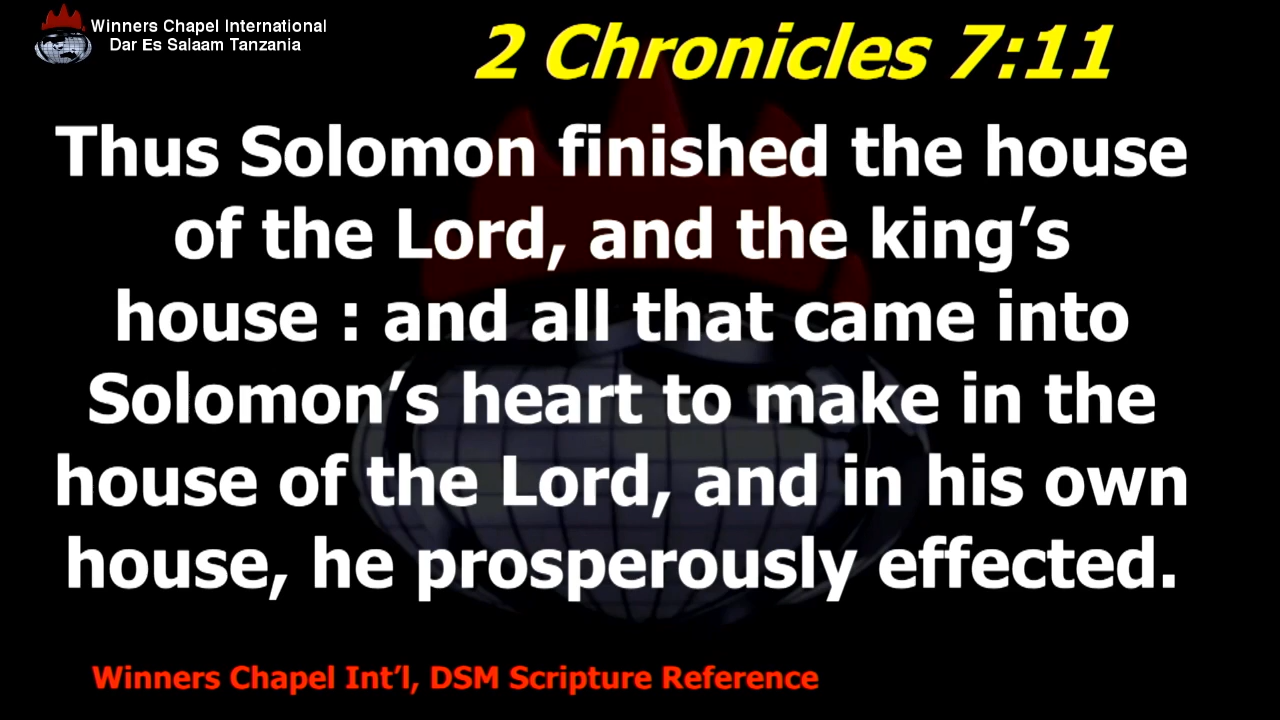 Winners Chapel International
Dar Es Salaam Tanzania
2 Chronicles 7:11
Thus Solomon finished the house
of the Lord, and the king’s
house : and all that came into
Solomon’s heart to make in the
house of the Lord, and in his own
house, he prosperously effected.
Winners Chapel Int’l, DSM Scripture Reference